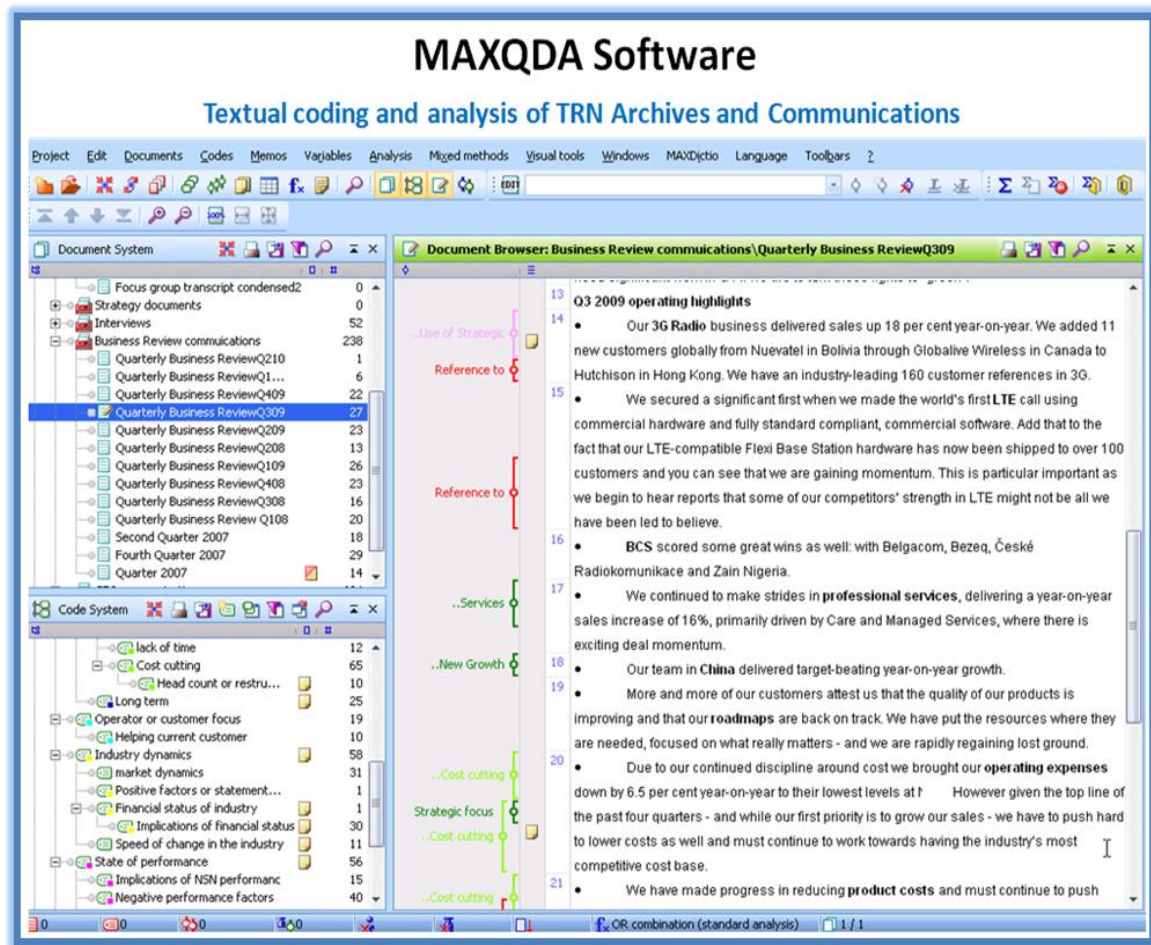 MAXQDA Software
Textual coding and analysis of TRN Archives and Communications
Project Edit Documents Codes Memos Variables Analysis Mixed methods Visual tools Windows MAXDictio Language Toolbars ?
EDIT
100%
Document System
Focus group transcript condensed2 0
Strategy documents 0
Interviews 52
Business Review commuications 238
Quarterly Business ReviewQ210 1
Quarterly Business ReviewQ1... 6
Quarterly Business ReviewQ409 22
Quarterly Business ReviewQ309 27
Quarterly Business ReviewQ209 23
Quarterly Business ReviewQ208 13
Quarterly Business ReviewQ109 26
Quarterly Business ReviewQ408 23
Quarterly Business ReviewQ308 16
Quarterly Business Review Q108 20
Second Quarter 2007 18
Fourth Quarter 2007 29
Quarter 2007 14
Code System
lack of time 12
Cost cutting 65
Head count or restru... 10
Long term 25
Operator or customer focus 19
Helping current customer 10
Industry dynamics 58
market dynamics 31
Positive factors or statement... 1
Financial status of industry 1
Implications of financial status 30
Speed of change in the industry 11
State of performance 56
Implications of NSN performanc 15
Negative performance factors 40
Document Browser: Business Review commuications\Quarterly Business ReviewQ309
..Use of Strategic
Reference to
Reference to
..Services
..New Growth
..Cost cutting
Strategic focus
..Cost cutting
..Cost cutting
13 Q3 2009 operating highlights
14 • Our 3G Radio business delivered sales up 18 per cent year-on-year. We added 11
new customers globally from Nuevatel in Bolivia through Globalive Wireless in Canada to
Hutchison in Hong Kong. We have an industry-leading 160 customer references in 3G.
15 • We secured a significant first when we made the world's first LTE call using
commercial hardware and fully standard compliant, commercial software. Add that to the
fact that our LTE-compatible Flexi Base Station hardware has now been shipped to over 100
customers and you can see that we are gaining momentum. This is particular important as
we begin to hear reports that some of our competitors' strength in LTE might not be all we
have been led to believe.
16 • BCS scored some great wins as well: with Belgacom, Bezeq, České
Radiokomunikace and Zain Nigeria.
17 • We continued to make strides in professional services, delivering a year-on-year
sales increase of 16%, primarily driven by Care and Managed Services, where there is
exciting deal momentum.
18 • Our team in China delivered target-beating year-on-year growth.
19 • More and more of our customers attest us that the quality of our products is
improving and that our roadmaps are back on track. We have put the resources where they
are needed, focused on what really matters - and we are rapidly regaining lost ground.
20 • Due to our continued discipline around cost we brought our operating expenses
down by 6.5 per cent year-on-year to their lowest levels at However given the top line of
the past four quarters - and while our first priority is to grow our sales - we have to push hard
to lower costs as well and must continue to work towards having the industry's most
competitive cost base.
21 • We have made progress in reducing product costs and must continue to push
0 0 0 0 OR combination (standard analysis) 1 / 1